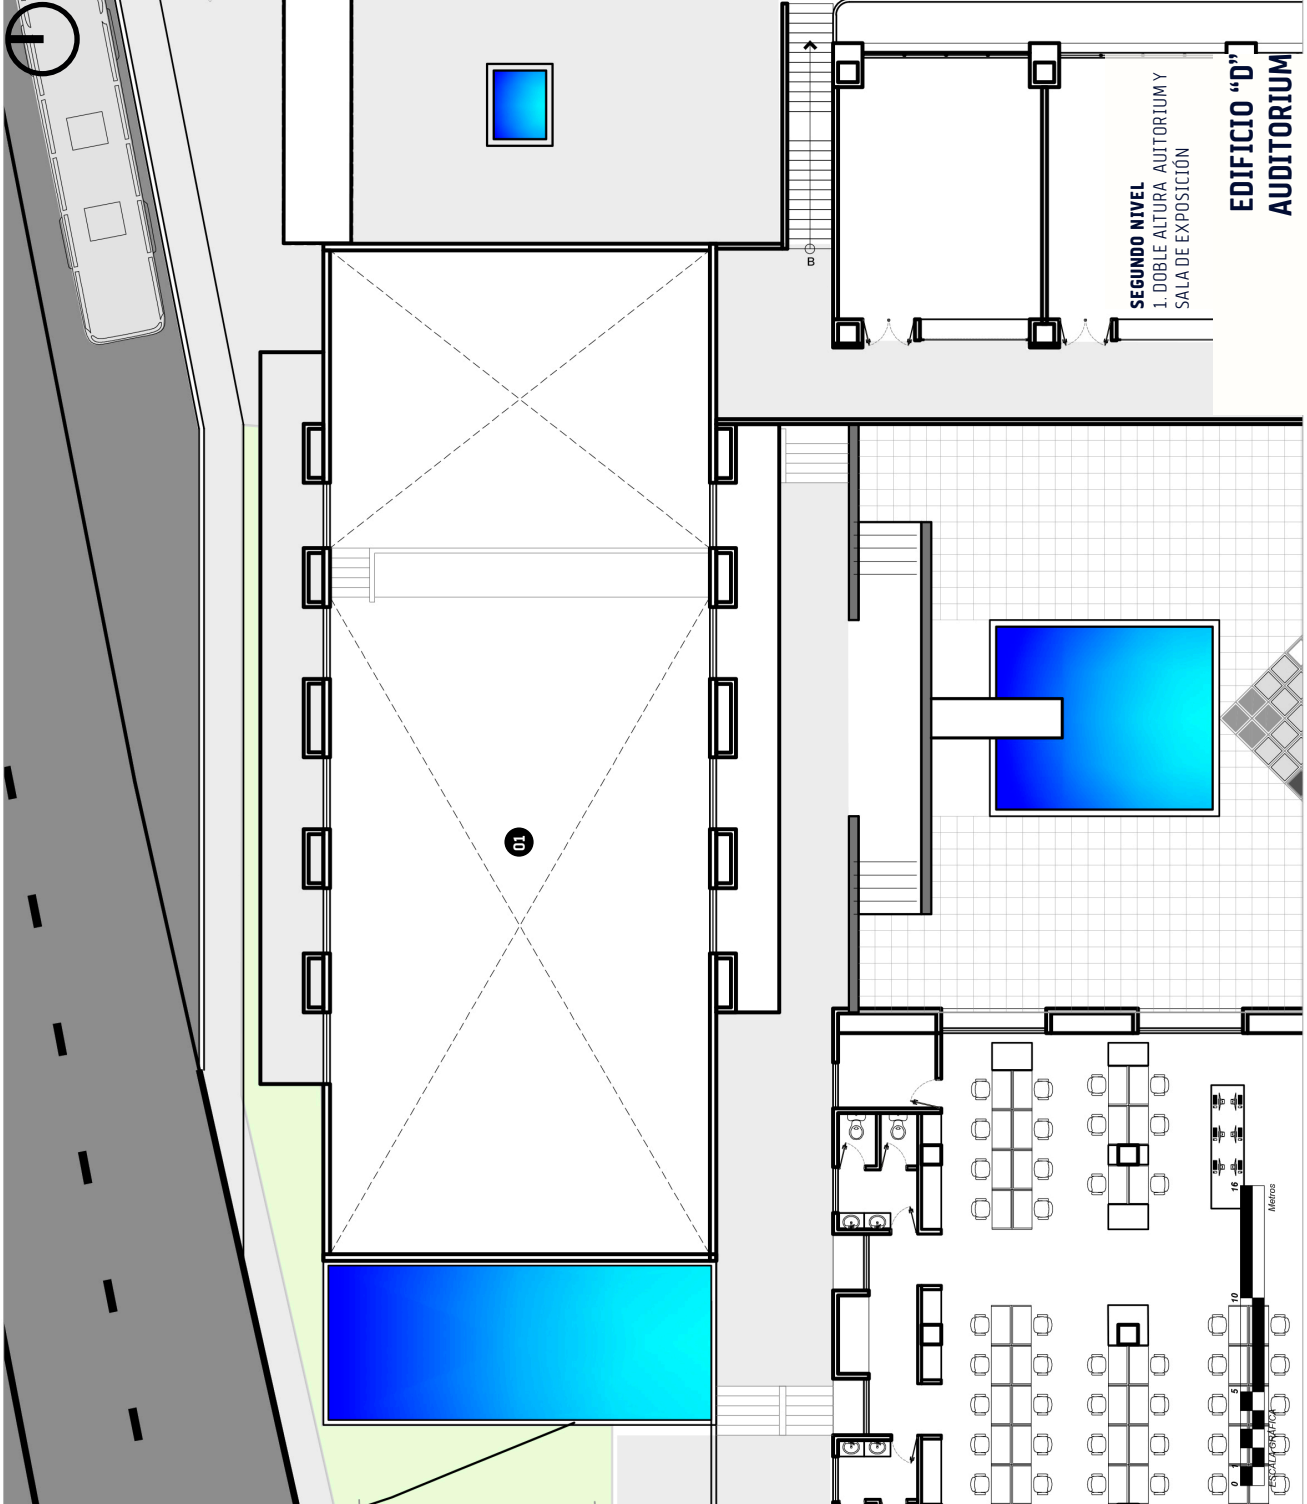 EDIFICIO “D”
AUDITORIUM
SEGUNDO NIVEL
1. DOBLE ALTURA AUITORIUM Y
SALA DE EXPOSICIÓN
B
01
0 1 5 10 16
Metros
ESCALA GRÁFICA